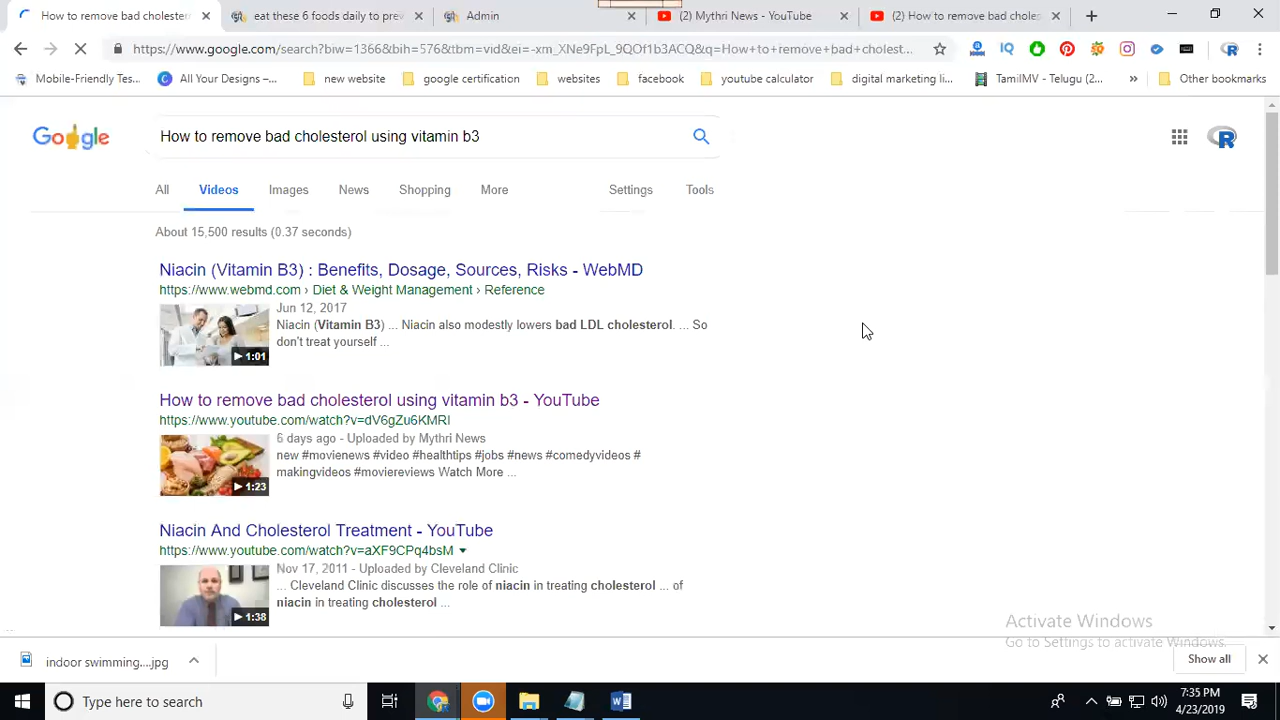 How to remove bad cholester
eat these 6 foods daily to pro
Admin
(2) Mythri News - YouTube
(2) How to remove bad choles
https://www.google.com/search?biw=1366&bih=576&tbm=vid&ei=-xm_XNe9FpL_9QOf1b3ACQ&q=How+to+remove+bad+cholest...
Mobile-Friendly Tes...
All Your Designs –...
new website
google certification
websites
facebook
youtube calculator
digital marketing li...
TamilMV - Telugu (2...
»
Other bookmarks
Google
How to remove bad cholesterol using vitamin b3
All
Videos
Images
News
Shopping
More
Settings
Tools
About 15,500 results (0.37 seconds)
Niacin (Vitamin B3) : Benefits, Dosage, Sources, Risks - WebMD
https://www.webmd.com › Diet & Weight Management › Reference
Jun 12, 2017
Niacin (Vitamin B3) ... Niacin also modestly lowers bad LDL cholesterol. ... So
don't treat yourself ...
1:01
How to remove bad cholesterol using vitamin b3 - YouTube
https://www.youtube.com/watch?v=dV6gZu6KMRI
6 days ago - Uploaded by Mythri News
new #movienews #video #healthtips #jobs #news #comedyvideos #
makingvideos #moviereviews Watch More ...
1:23
Niacin And Cholesterol Treatment - YouTube
https://www.youtube.com/watch?v=aXF9CPq4bsM
Nov 17, 2011 - Uploaded by Cleveland Clinic
... Cleveland Clinic discusses the role of niacin in treating cholesterol ... of
niacin in treating cholesterol ...
1:38
Activate Windows
Go to Settings to activate Windows.
indoor swimming....jpg
Show all
Type here to search
7:35 PM
4/23/2019